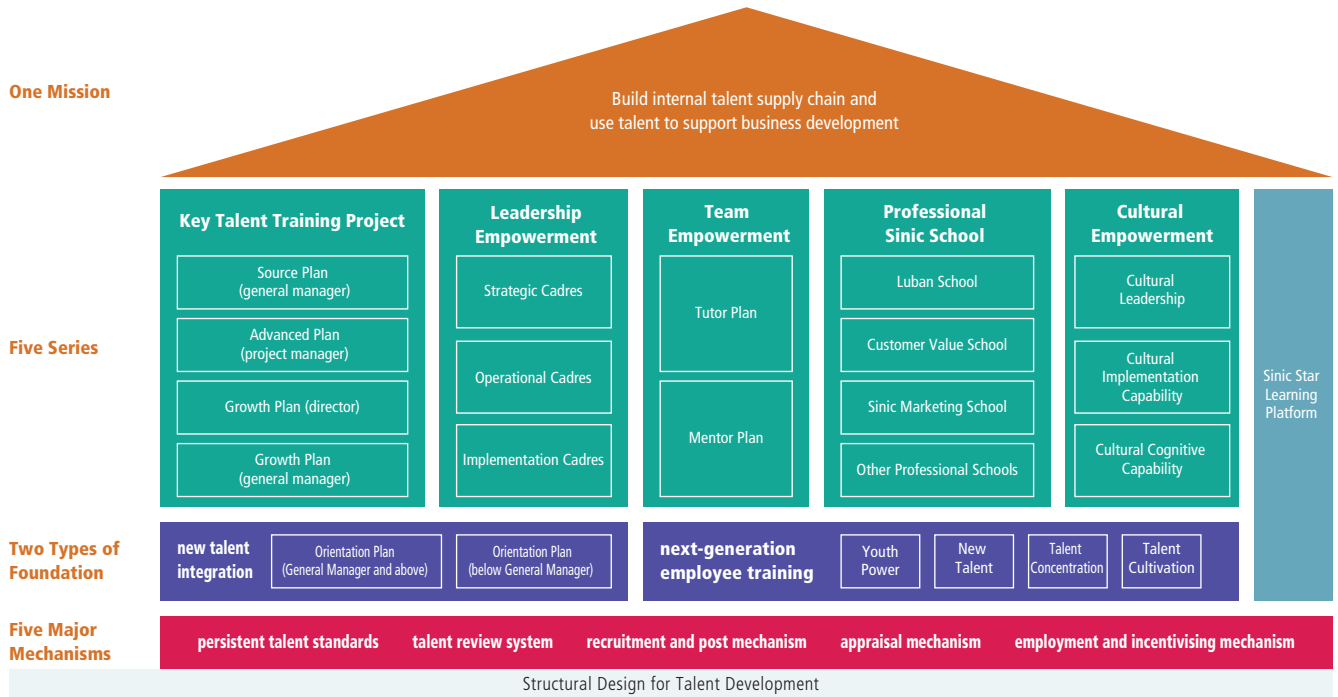 One Mission
Build internal talent supply chain and
use talent to support business development
Five Series
Key Talent Training Project
Source Plan
(general manager)
Advanced Plan
(project manager)
Growth Plan (director)
Growth Plan
(general manager)
Leadership
Empowerment
Strategic Cadres
Operational Cadres
Implementation Cadres
Team
Empowerment
Tutor Plan
Mentor Plan
Professional
Sinic School
Luban School
Customer Value School
Sinic Marketing School
Other Professional Schools
Cultural
Empowerment
Cultural
Leadership
Cultural
Implementation
Capability
Cultural Cognitive
Capability
Sinic Star
Learning
Platform
Two Types of
Foundation
new talent
integration
Orientation Plan
(General Manager and above)
Orientation Plan
(below General Manager)
next-generation
employee training
Youth
Power
New
Talent
Talent
Concentration
Talent
Cultivation
Five Major
Mechanisms
persistent talent standards
talent review system
recruitment and post mechanism
appraisal mechanism
employment and incentivising mechanism
Structural Design for Talent Development